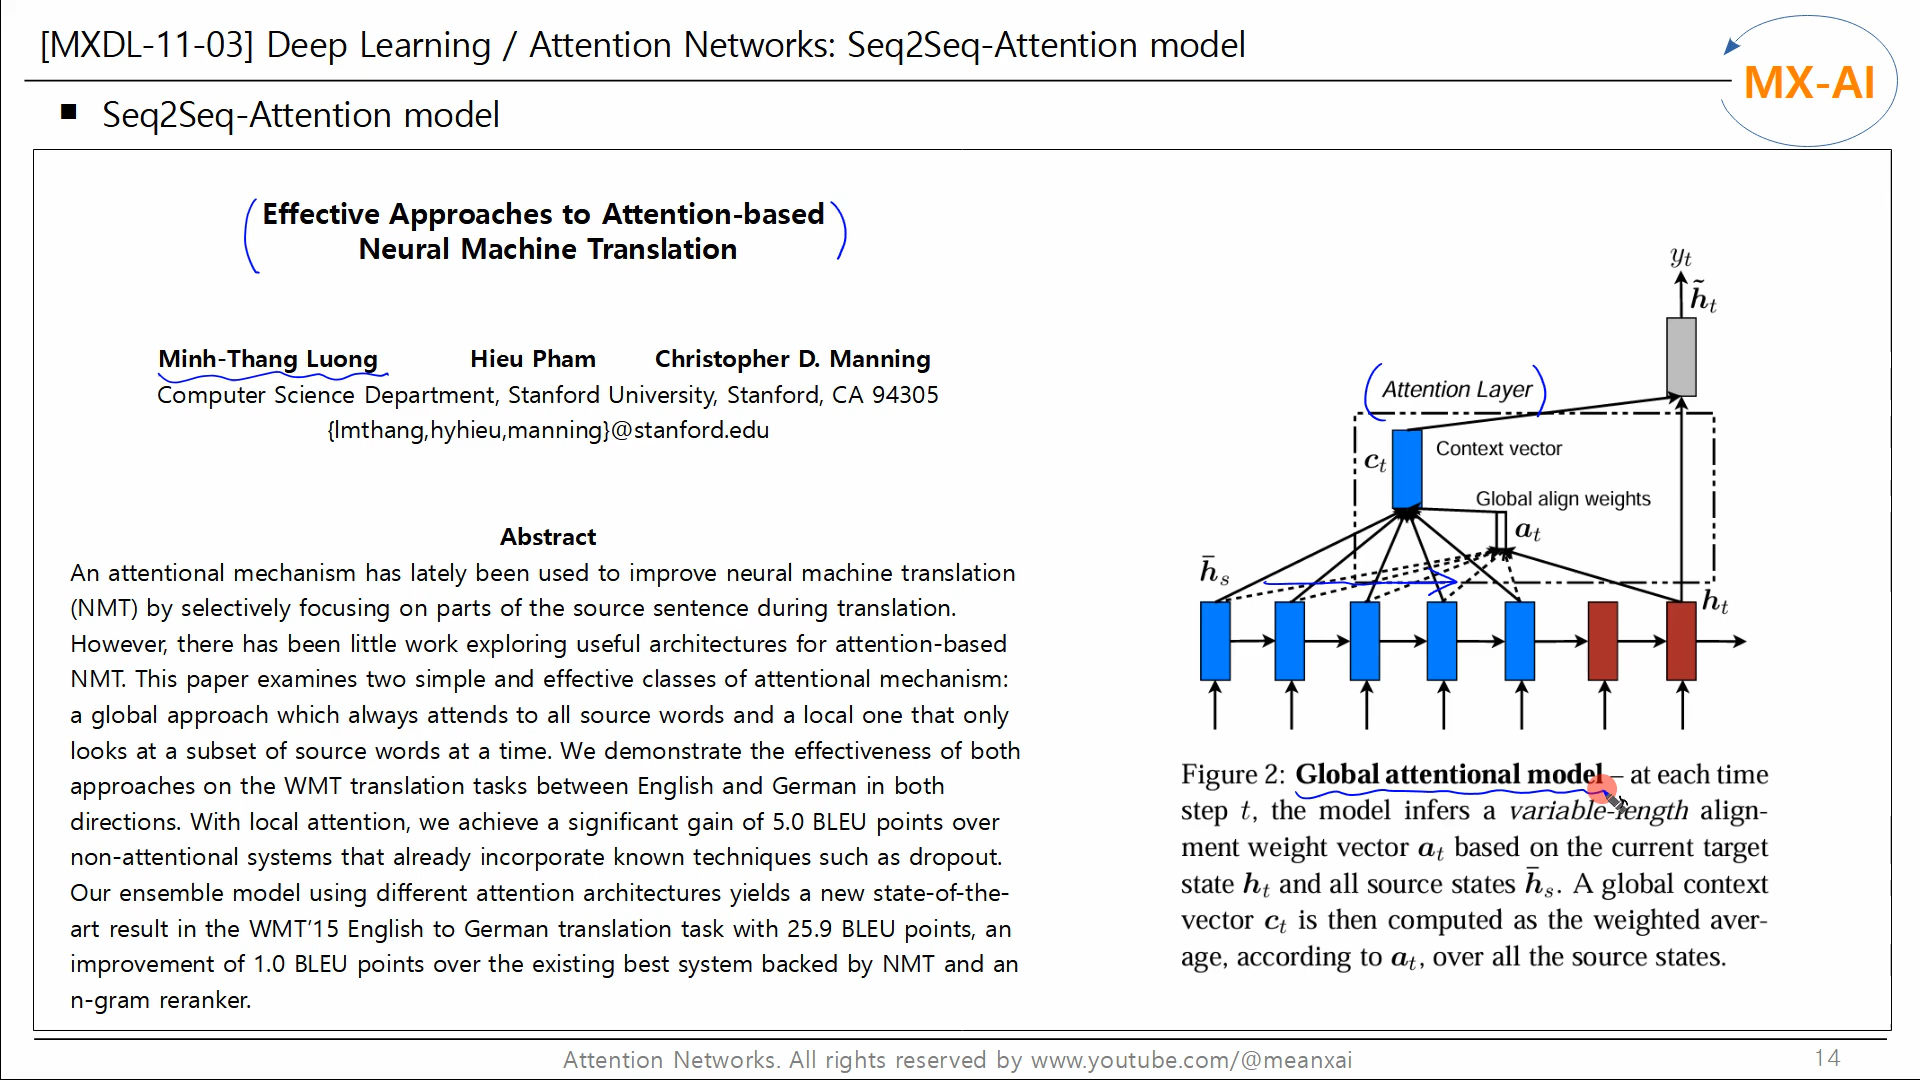 [MXDL-11-03] Deep Learning / Attention Networks: Seq2Seq-Attention model
MX-AI
■ Seq2Seq-Attention model
Effective Approaches to Attention-based
Neural Machine Translation
Minh-Thang Luong Hieu Pham Christopher D. Manning
Computer Science Department, Stanford University, Stanford, CA 94305
{lmthang,hyhieu,manning}@stanford.edu
Abstract
An attentional mechanism has lately been used to improve neural machine translation
(NMT) by selectively focusing on parts of the source sentence during translation.
However, there has been little work exploring useful architectures for attention-based
NMT. This paper examines two simple and effective classes of attentional mechanism:
a global approach which always attends to all source words and a local one that only
looks at a subset of source words at a time. We demonstrate the effectiveness of both
approaches on the WMT translation tasks between English and German in both
directions. With local attention, we achieve a significant gain of 5.0 BLEU points over
non-attentional systems that already incorporate known techniques such as dropout.
Our ensemble model using different attention architectures yields a new state-of-the-
art result in the WMT’15 English to German translation task with 25.9 BLEU points, an
improvement of 1.0 BLEU points over the existing best system backed by NMT and an
n-gram reranker.
y_t
h̃_t
Attention Layer
c_t
Context vector
Global align weights
a_t
h̄_s
h_t
Figure 2: Global attentional model – at each time
step t, the model infers a variable-length align-
ment weight vector a_t based on the current target
state h_t and all source states h̄_s. A global context
vector c_t is then computed as the weighted aver-
age, according to a_t, over all the source states.
Attention Networks. All rights reserved by www.youtube.com/@meanxai
14